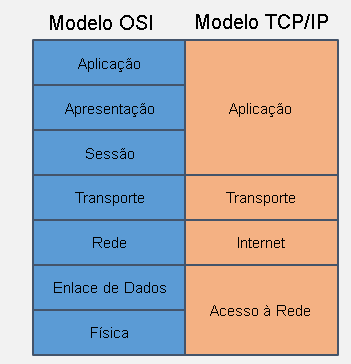 Modelo OSI
Modelo TCP/IP
Aplicação
Apresentação
Sessão
Transporte
Rede
Enlace de Dados
Física
Aplicação
Transporte
Internet
Acesso à Rede